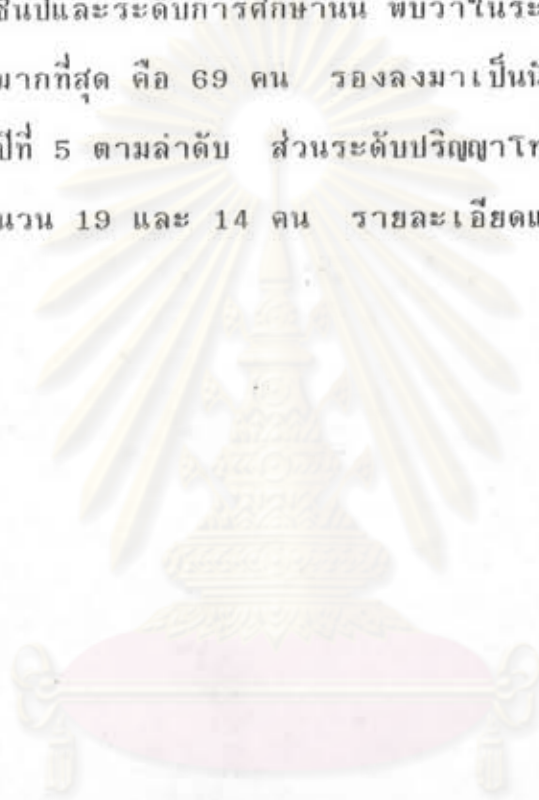 ชั้นปีและระดับการศึกษานั้น พบว่าในระ
มากที่สุด คือ 69 คน รองลงมาเป็น
ปีที่ 5 ตามลำดับ ส่วนระดับปริญญาโท
นวน 19 และ 14 คน รายละเอียด